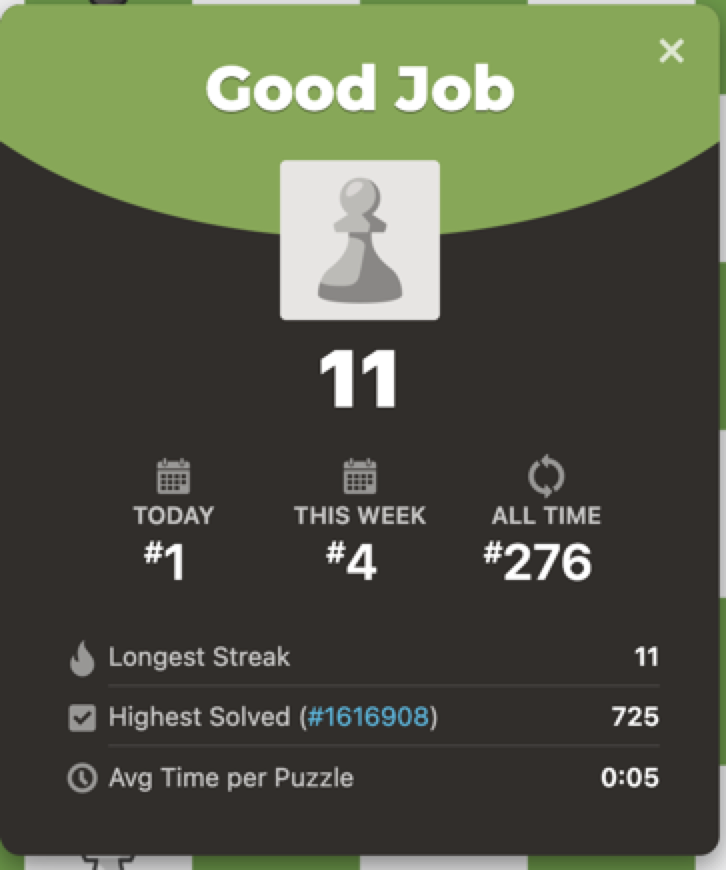 Good Job
11
TODAY THIS WEEK ALL TIME
#1 #4 #276
Longest Streak 11
Highest Solved (#1616908) 725
Avg Time per Puzzle 0:05